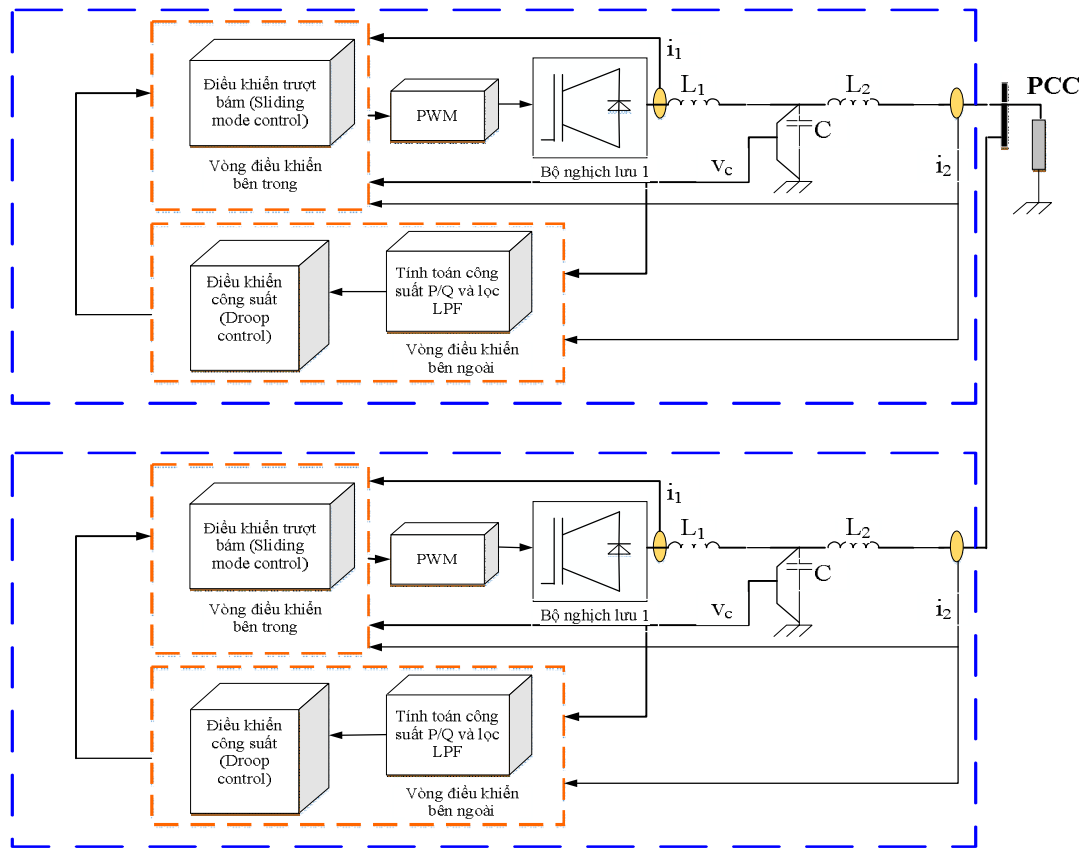 i1
Điều khiển trượt
bám (Sliding
mode control)
L1
L2
PCC
PWM
C
Vòng điều khiển
bên trong
Bộ nghịch lưu 1
vc
i2
Điều khiển
công suất
(Droop
control)
Tính toán công
suất P/Q và lọc
LPF
Vòng điều khiển
bên ngoài
i1
Điều khiển trượt
bám (Sliding
mode control)
L1
L2
PWM
C
Vòng điều khiển
bên trong
Bộ nghịch lưu 1
vc
i2
Điều khiển
công suất
(Droop
control)
Tính toán công
suất P/Q và lọc
LPF
Vòng điều khiển
bên ngoài